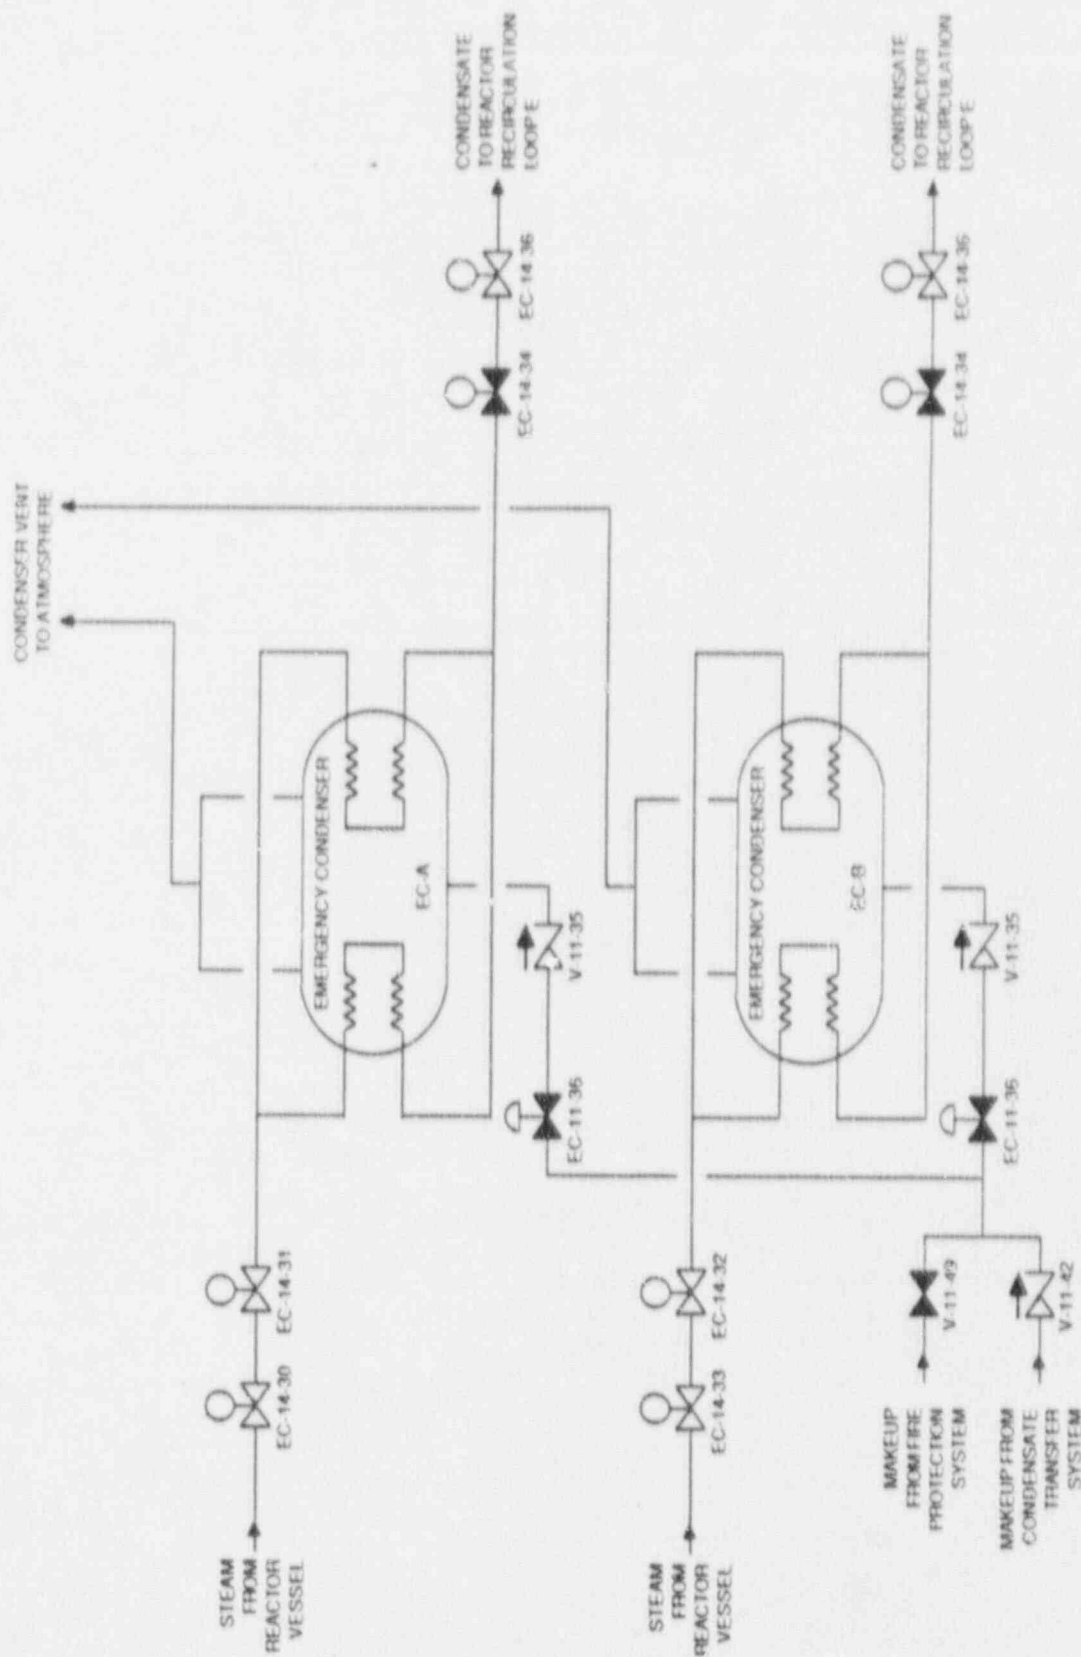 CONDENSER VENT
TO ATMOSPHERE
STEAM
FROM
REACTOR
VESSEL
EC-14-30
EC-14-31
EMERGENCY CONDENSER
EC-A
EC-11-36
V-11-35
EC-14-34
EC-14-36
CONDENSATE
TO REACTOR
RECIRCULATION
LOOP E
STEAM
FROM
REACTOR
VESSEL
EC-14-33
EC-14-32
EMERGENCY CONDENSER
EC-B
EC-11-36
V-11-35
EC-14-34
EC-14-36
CONDENSATE
TO REACTOR
RECIRCULATION
LOOP E
MAKEUP
FROM FIRE
PROTECTION
SYSTEM
V-11-49
MAKEUP FROM
CONDENSATE
TRANSFER
SYSTEM
V-11-42